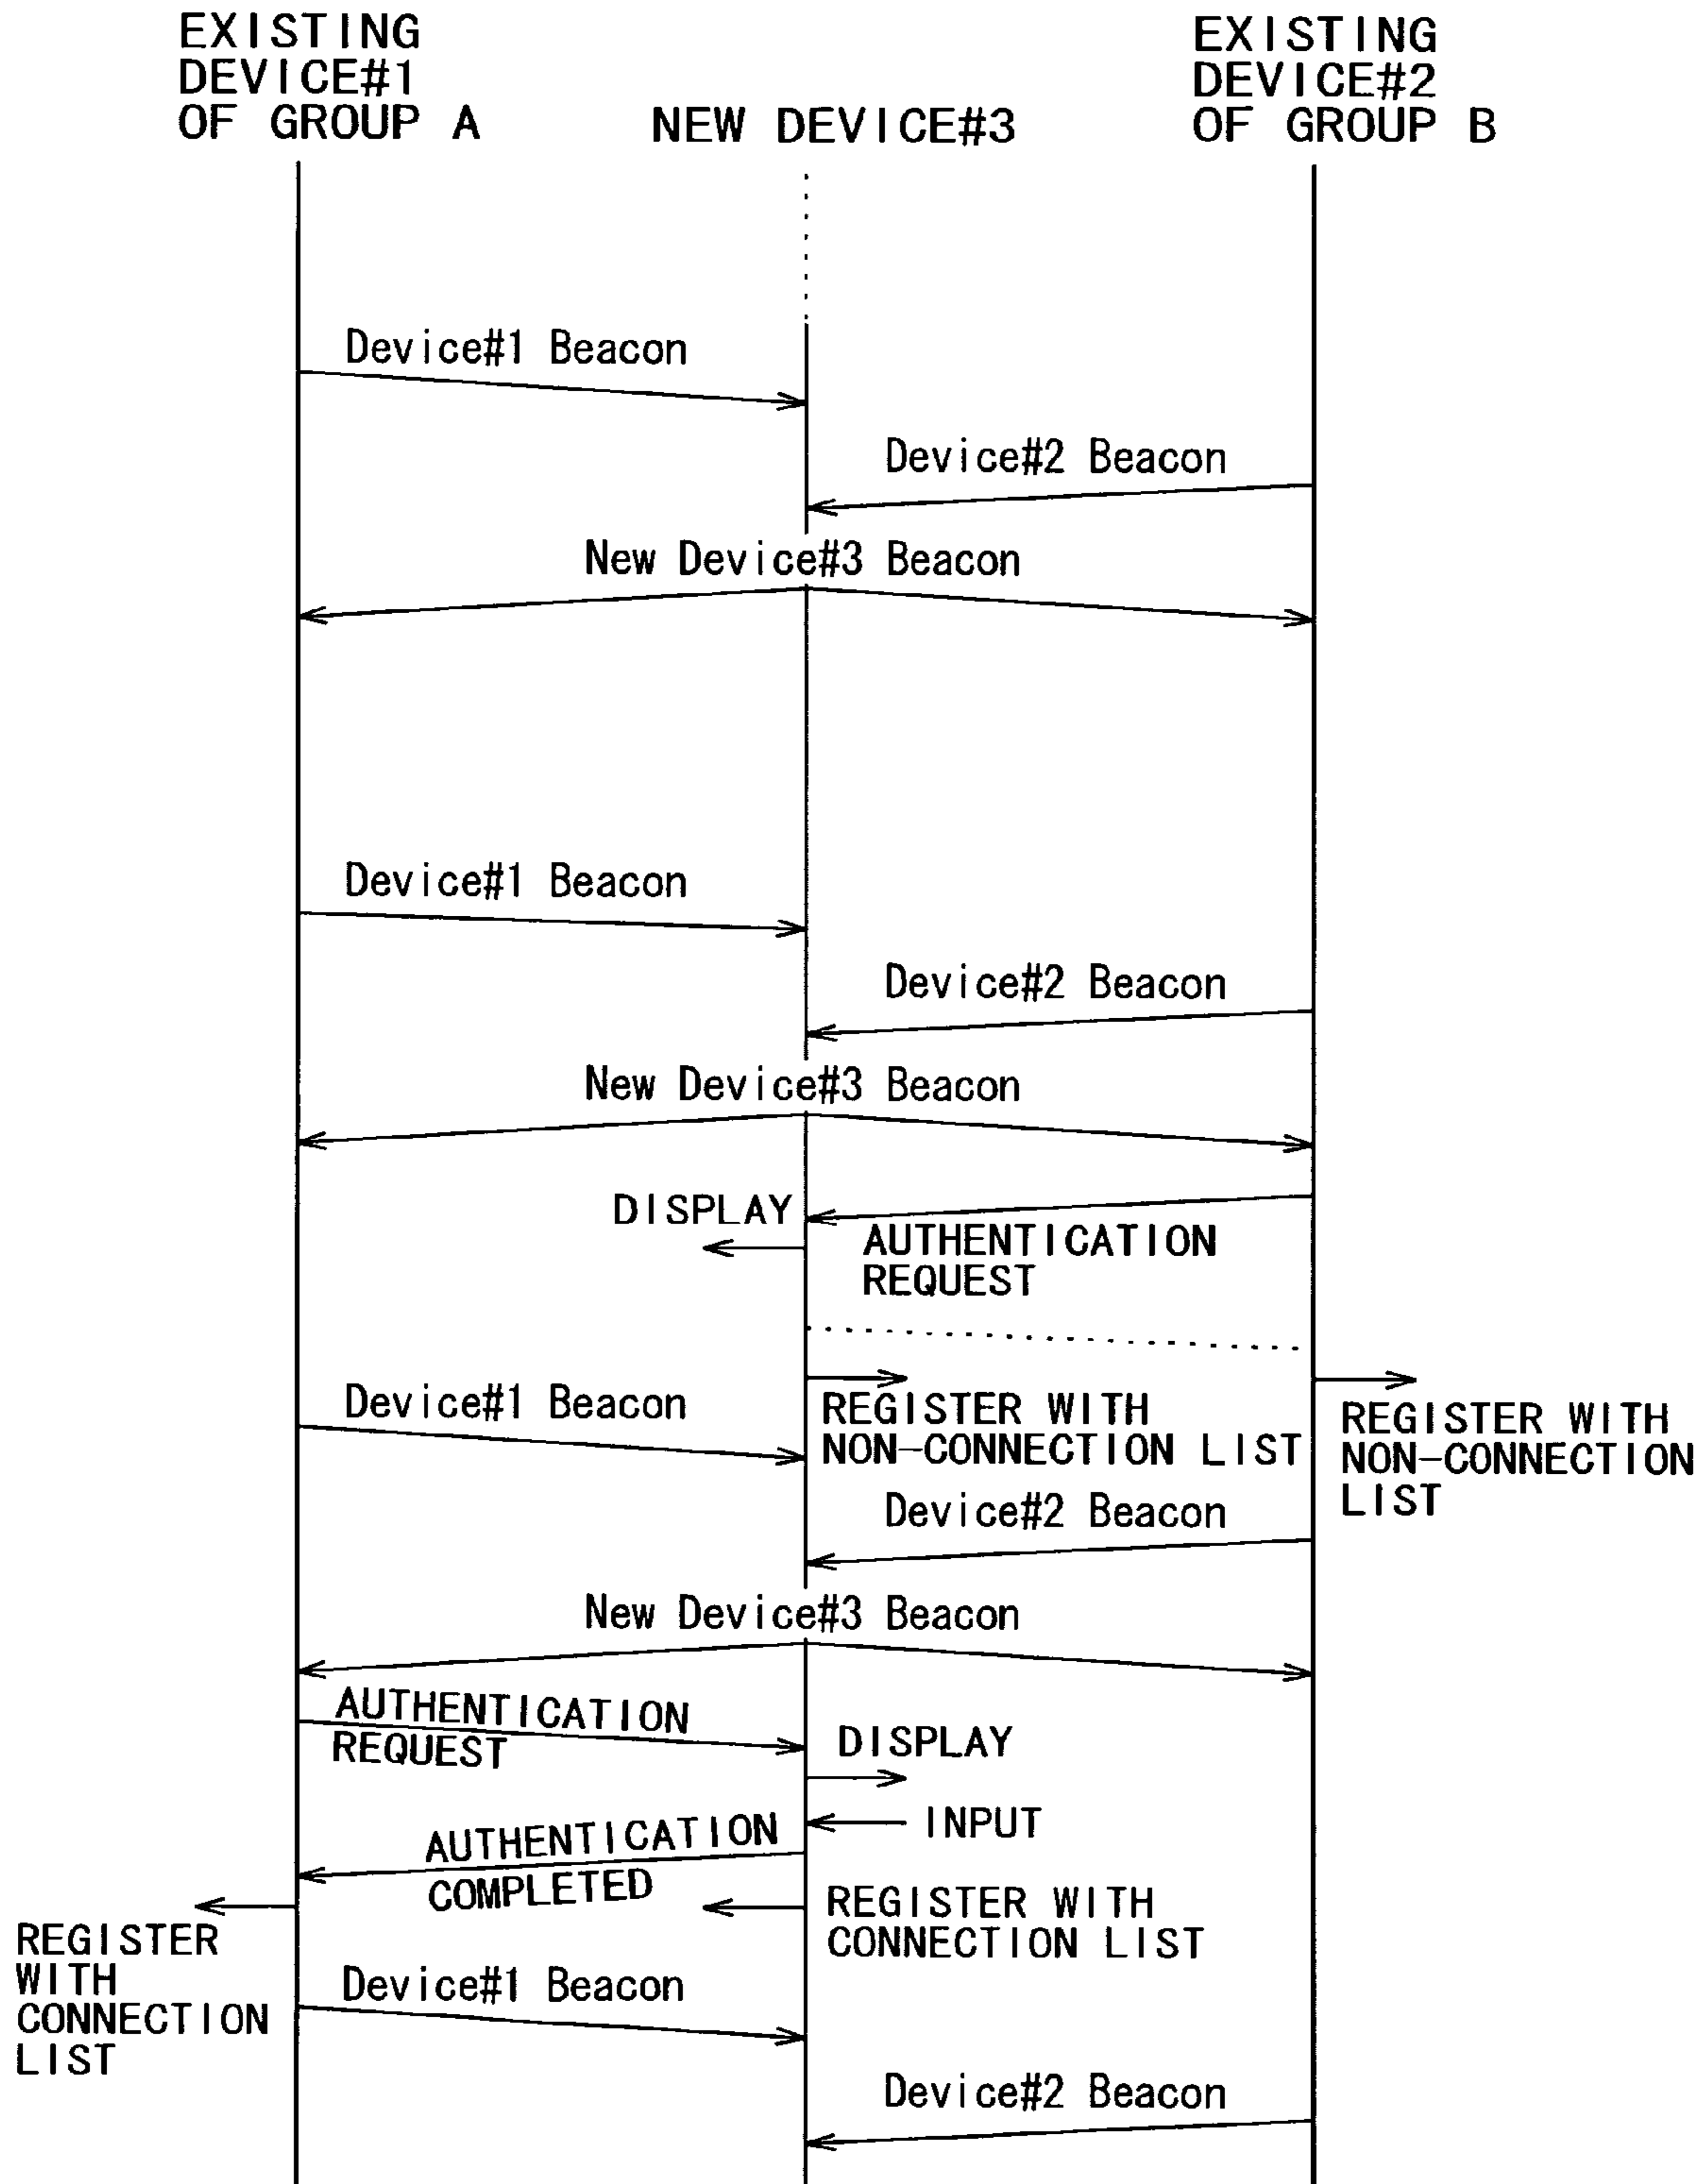 EXISTING
DEVICE#1
OF GROUP A
NEW DEVICE#3
EXISTING
DEVICE#2
OF GROUP B
Device#1 Beacon
Device#2 Beacon
New Device#3 Beacon
Device#1 Beacon
Device#2 Beacon
New Device#3 Beacon
DISPLAY
AUTHENTICATION
REQUEST
Device#1 Beacon
REGISTER WITH
NON-CONNECTION LIST
REGISTER WITH
NON-CONNECTION
LIST
Device#2 Beacon
New Device#3 Beacon
AUTHENTICATION
REQUEST
DISPLAY
INPUT
AUTHENTICATION
COMPLETED
REGISTER WITH
CONNECTION LIST
REGISTER
WITH
CONNECTION
LIST
Device#1 Beacon
Device#2 Beacon